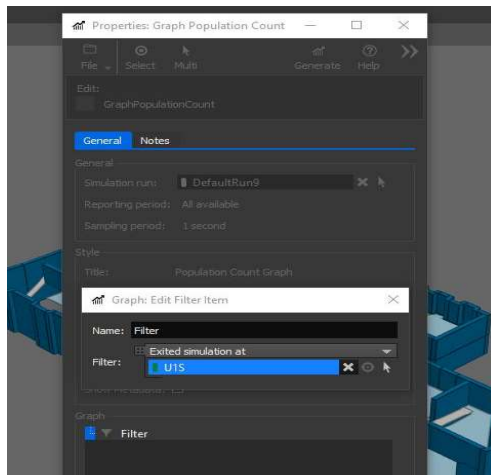 Properties: Graph Population Count
File Select Multi Generate Help
Edit:
GraphPopulationCount
General Notes
General
Simulation run: DefaultRun9
Reporting period: All available
Sampling period: 1 second
Style
Title: Population Count Graph
Graph: Edit Filter Item
Name: Filter
Exited simulation at
Filter:
U1S
Graph
Filter